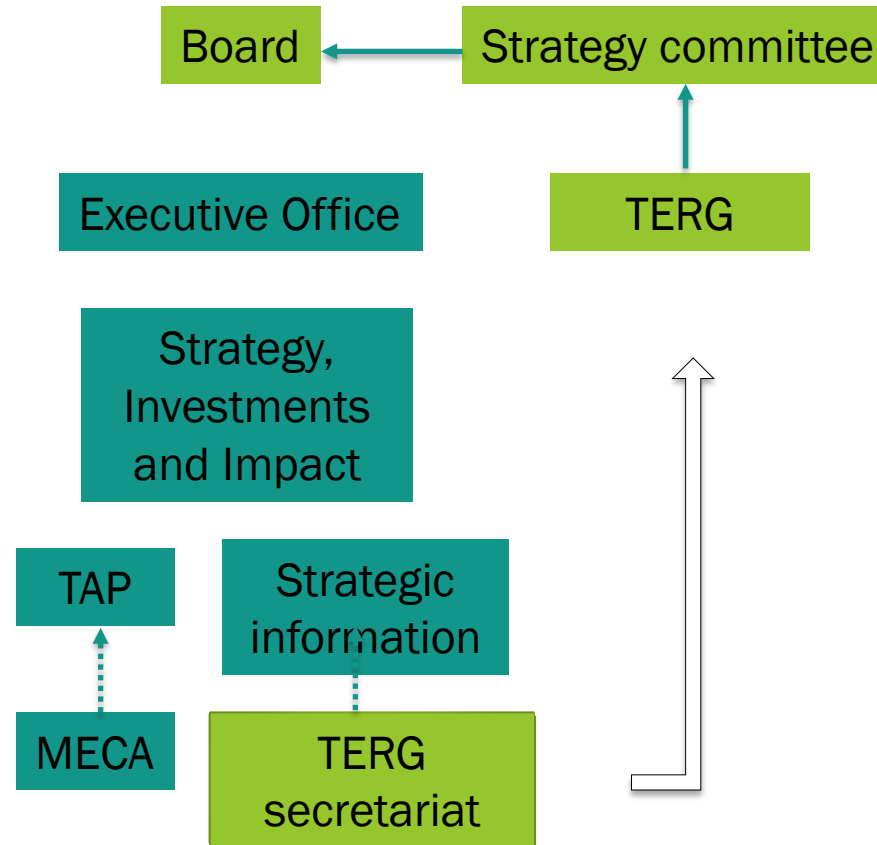 Board
Strategy committee
Executive Office
TERG
Strategy,
Investments
and Impact
TAP
Strategic
information
MECA
TERG
secretariat